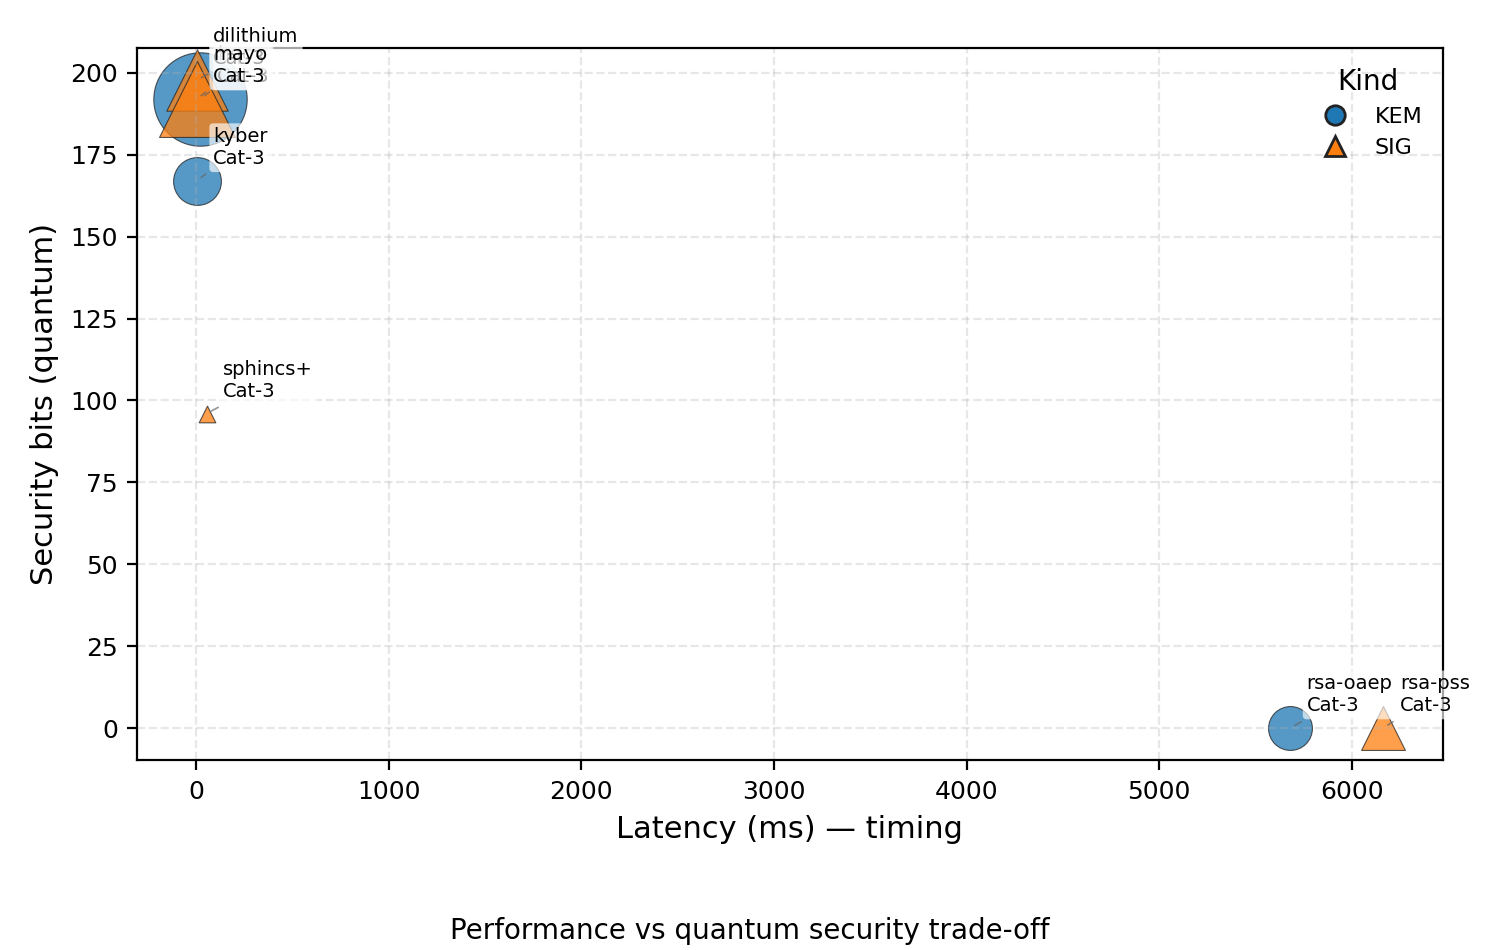 dilithium
mayo
Cat-3
kyber
Cat-3
sphincs+
Cat-3
rsa-oaep
Cat-3
rsa-pss
Cat-3
Kind
KEM
SIG
Security bits (quantum)
200
175
150
125
100
75
50
25
0
0 1000 2000 3000 4000 5000 6000
Latency (ms) — timing
Performance vs quantum security trade-off